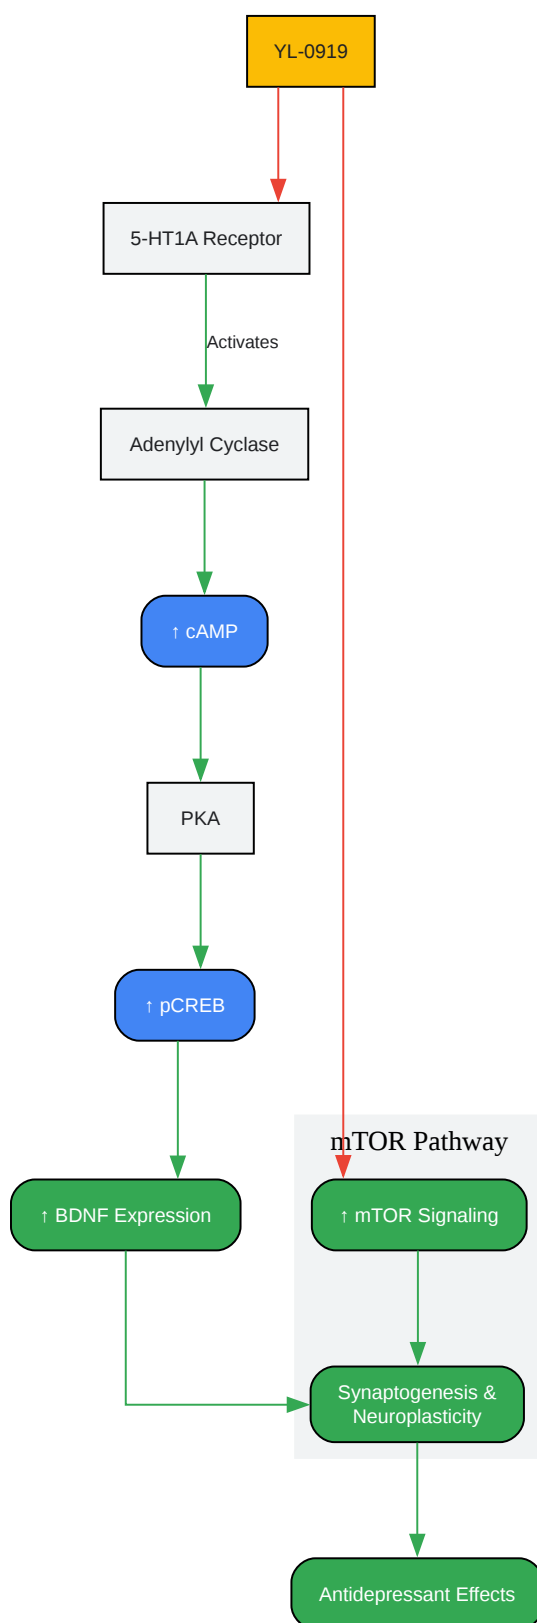 YL-0919
5-HT1A Receptor
Activates
Adenylyl Cyclase
↑ cAMP
PKA
↑ pCREB
mTOR Pathway
↑ BDNF Expression
↑ mTOR Signaling
Synaptogenesis &
Neuroplasticity
Antidepressant Effects